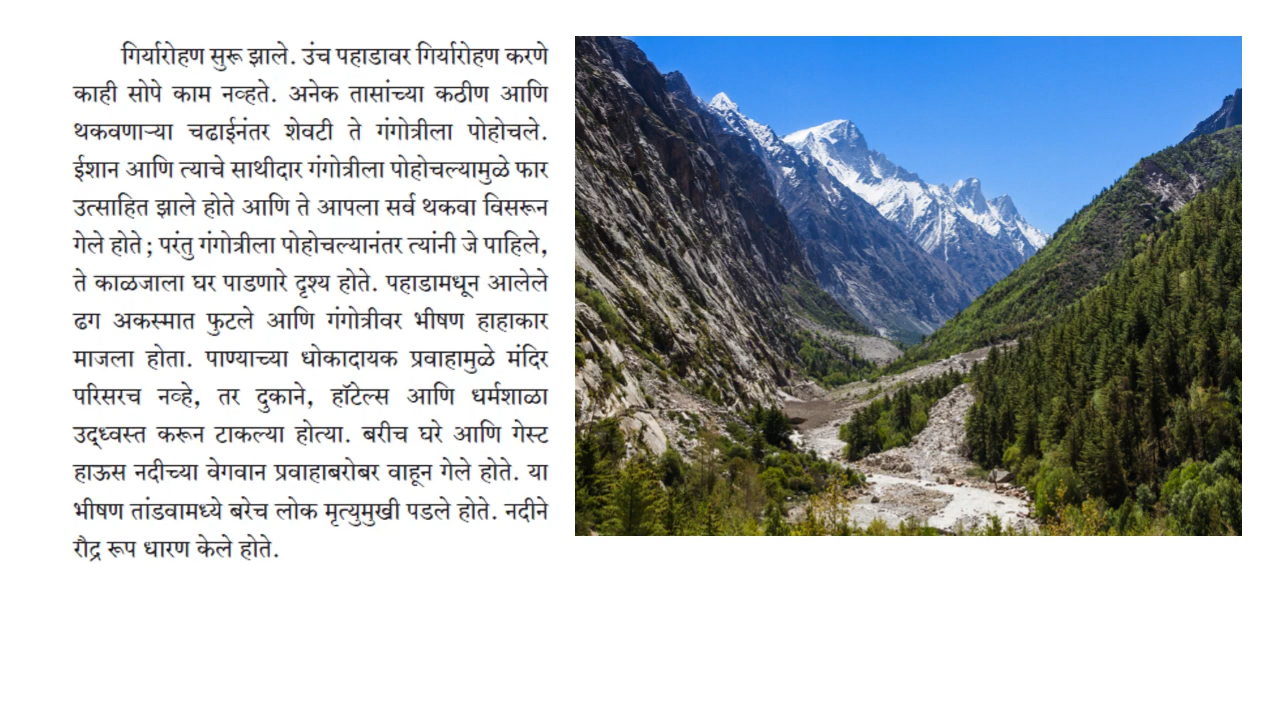 गिर्यारोहण सुरू झाले. उंच पहाडावर गिर्यारोहण करणे
काही सोपे काम नव्हते. अनेक तासांच्या कठीण आणि
थकवणाऱ्या चढाईनंतर शेवटी ते गंगोत्रीला पोहोचले.
ईशान आणि त्याचे साथीदार गंगोत्रीला पोहोचल्यामुळे फार
उत्साहित झाले होते आणि ते आपला सर्व थकवा विसरून
गेले होते; परंतु गंगोत्रीला पोहोचल्यानंतर त्यांनी जे पाहिले,
ते काळजाला घर पाडणारे दृश्य होते. पहाडामधून आलेले
ढग अकस्मात फुटले आणि गंगोत्रीवर भीषण हाहाकार
माजला होता. पाण्याच्या धोकादायक प्रवाहामुळे मंदिर
परिसरच नव्हे, तर दुकाने, हॉटेल्स आणि धर्मशाळा
उद्ध्वस्त करून टाकल्या होत्या. बरीच घरे आणि गेस्ट
हाऊस नदीच्या वेगवान प्रवाहाबरोबर वाहून गेले होते. या
भीषण तांडवामध्ये बरेच लोक मृत्युमुखी पडले होते. नदीने
रौद्र रूप धारण केले होते.